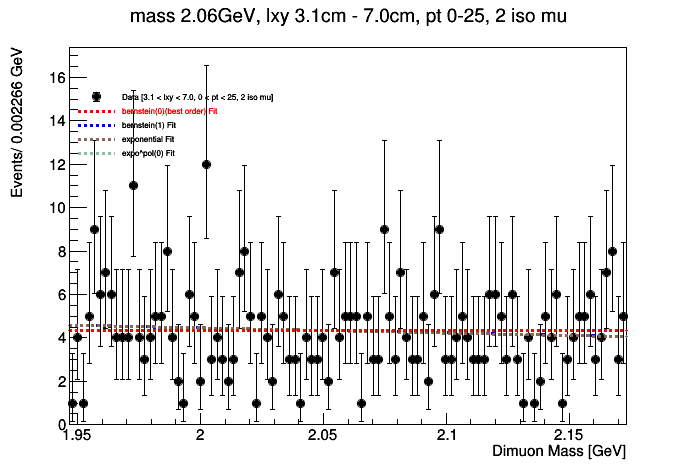 mass 2.06GeV, lxy 3.1cm - 7.0cm, pt 0-25, 2 iso mu
Events/ 0.002266 GeV
16
14
12
10
8
6
4
2
0
Data [3.1 < lxy < 7.0, 0 < pt < 25, 2 iso mu]
bernstein(0)(best order) Fit
bernstein(1) Fit
exponential Fit
expo*pol(0) Fit
1.95 2 2.05 2.1 2.15
Dimuon Mass [GeV]